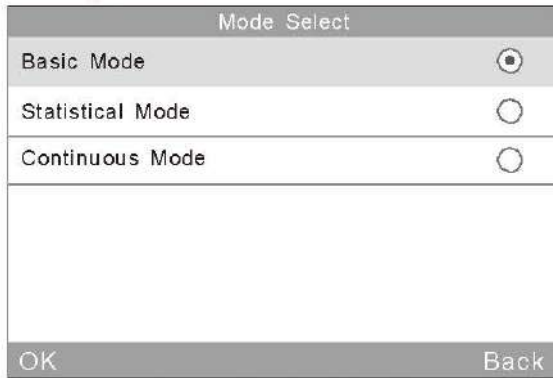 Mode Select
Basic Mode
Statistical Mode
Continuous Mode
OK Back